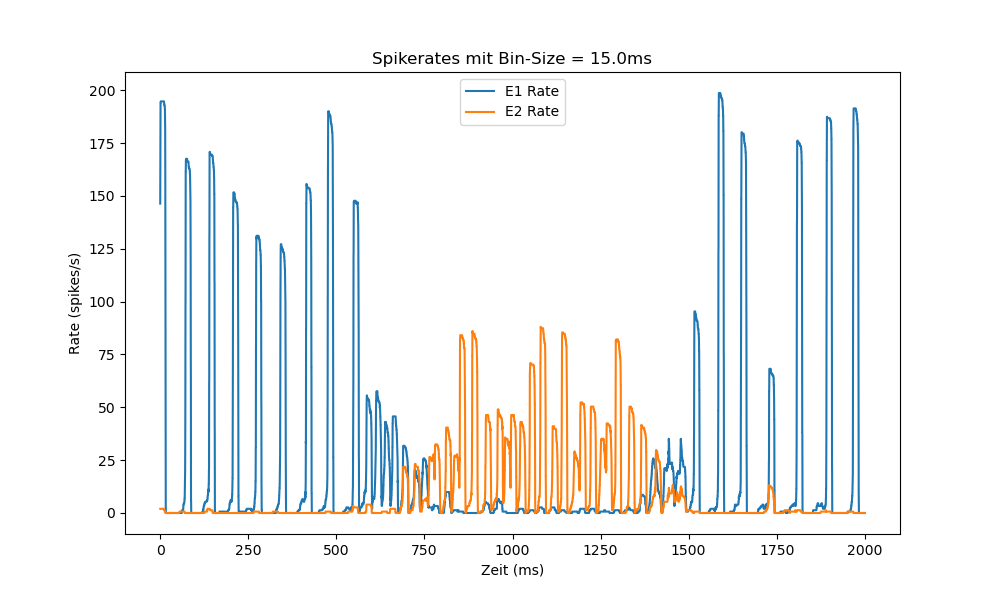 Spikerates mit Bin-Size = 15.0ms
E1 Rate
E2 Rate
200
175
150
125
100
75
50
25
0
Rate (spikes/s)
0 250 500 750 1000 1250 1500 1750 2000
Zeit (ms)